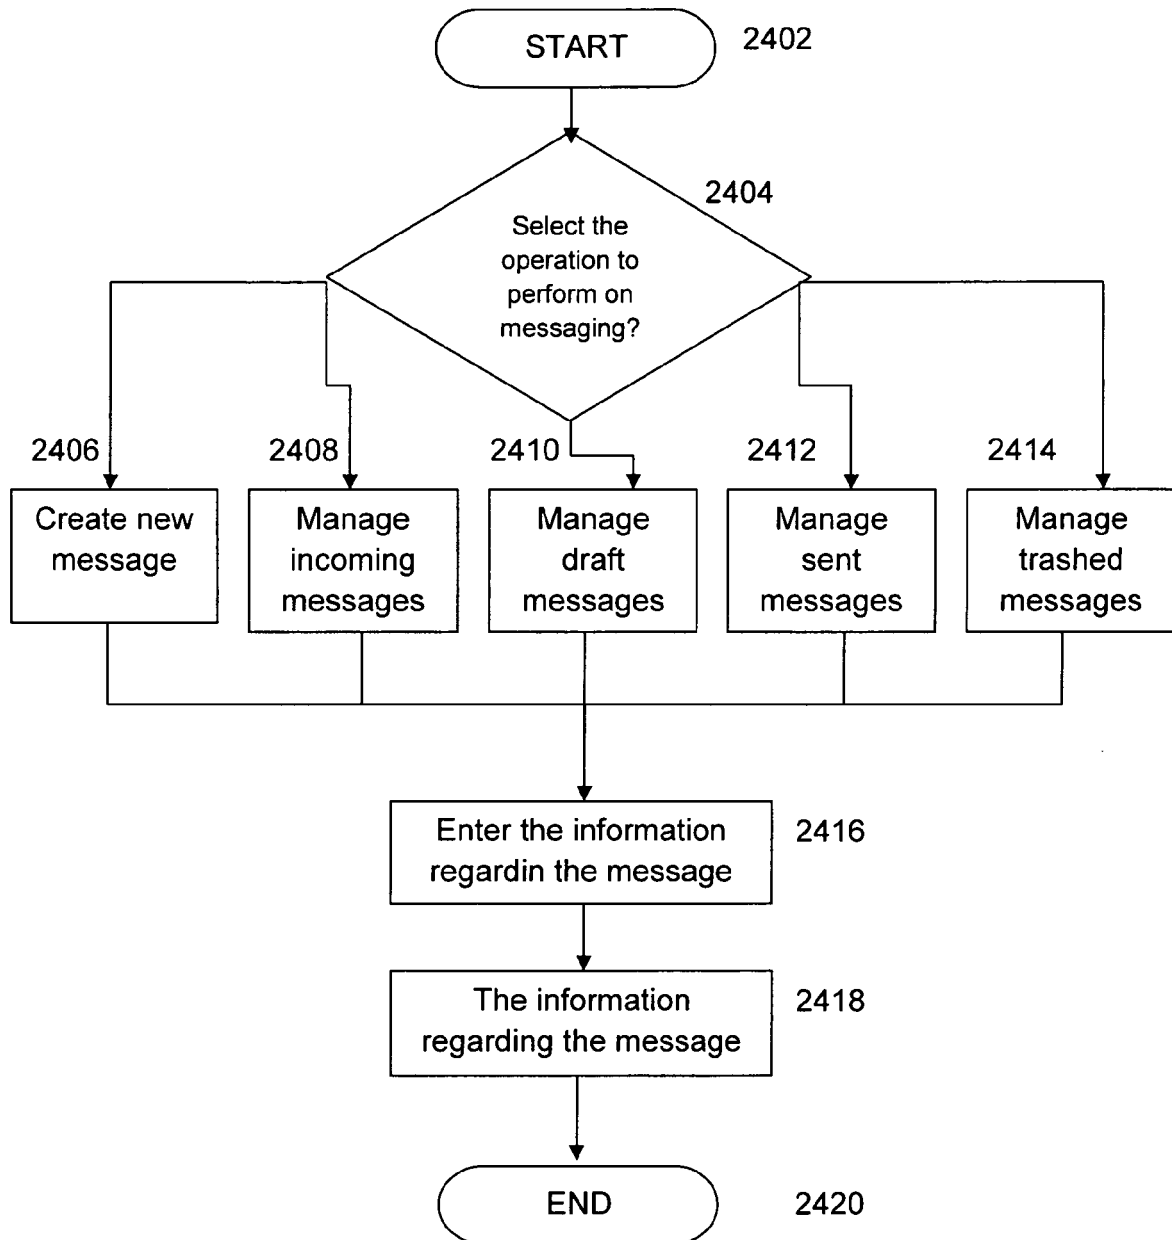 START
2402
2404
Select the
operation to
perform on
messaging?
2406
2408
2410
2412
2414
Create new
message
Manage
incoming
messages
Manage
draft
messages
Manage
sent
messages
Manage
trashed
messages
Enter the information
regardin the message
2416
The information
regarding the message
2418
END
2420